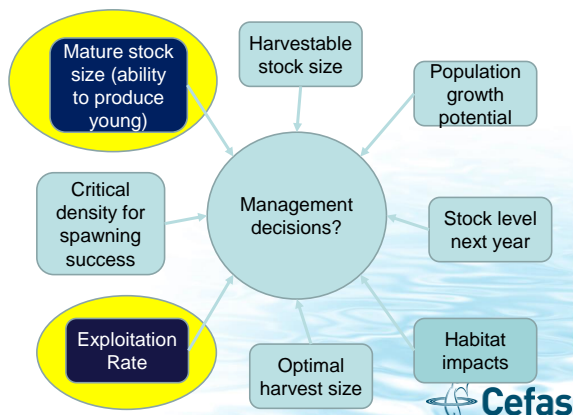 Mature stock
size (ability
to produce
young)
Harvestable
stock size
Population
growth
potential
Critical
density for
spawning
success
Management
decisions?
Stock level
next year
Exploitation
Rate
Optimal
harvest size
Habitat
impacts
Cefas